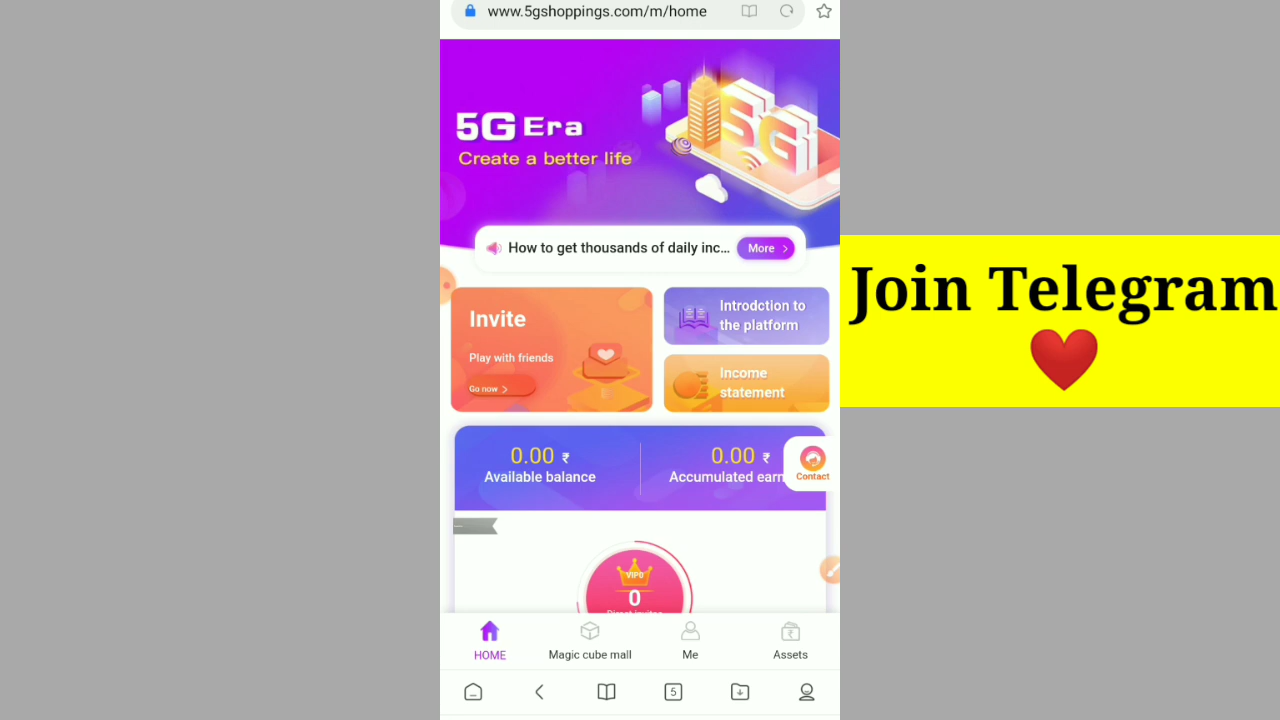 www.5gshoppings.com/m/home
5G Era
Create a better life
How to get thousands of daily inc... More
Invite
Play with friends
Go now
Introdction to
the platform
Income
statement
0.00 ₹
Available balance
0.00 ₹
Accumulated earn
Contact
VIP0
0
HOME
Magic cube mall
Me
Assets
5
Join Telegram